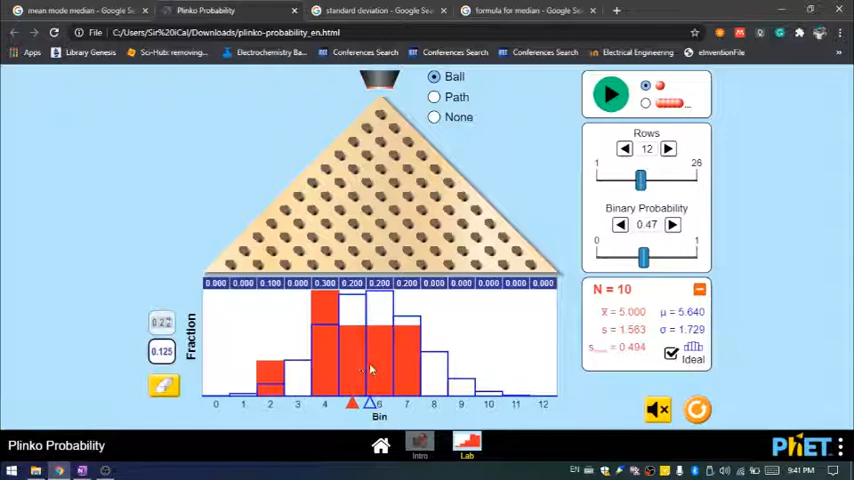 mean mode median - Google Sea
Plinko Probability
standard deviation - Google Sea
formula for median - Google Sea
File
C:/Users/Sir%20iCal/Downloads/plinko-probability_en.html
Apps
Library Genesis
Sci-Hub: removing...
Electrochemistry Ba...
Conferences Search
Conferences Search
Conferences Search
Electrical Engineering
eInventionFile
Ball
Path
None
Rows
12
1 26
Binary Probability
0.47
0 1
N = 10
x̅ = 5.000 μ = 5.640
s = 1.563 σ = 1.729
= 0.494
Ideal
0.000 0.000 0.100 0.000 0.300 0.200 0.200 0.200 0.000 0.000 0.000 0.000 0.000
0.125
Fraction
0 1 2 3 4 6 7 8 9 10 11 12
Bin
Plinko Probability
Intro
Lab
PhET
EN
9:41 PM